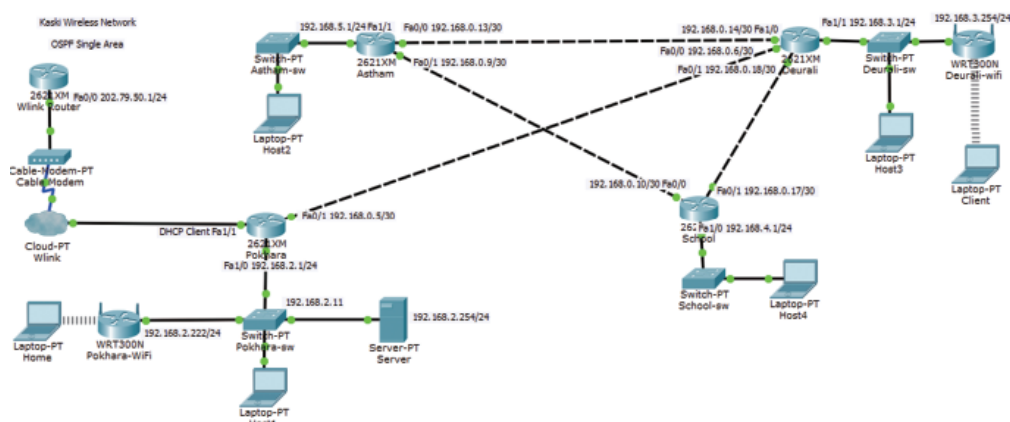 Kaski Wireless Network
OSPF Single Area
2621XM
Wlink Router
Fa0/0 202.79.50.1/24
Cable-Modem-PT
Cable Modem
Cloud-PT
Wlink
DHCP Client Fa1/1
2621XM
Pokhara
Fa0/1 192.168.0.5/30
Fa1/0 192.168.2.1/24
192.168.2.11
Switch-PT
Pokhara-sw
192.168.2.222/24
WRT300N
Pokhara-WiFi
Laptop-PT
Home
Server-PT
Server
192.168.2.254/24
Laptop-PT
192.168.5.1/24 Fa1/1
Switch-PT
Astham-sw
Laptop-PT
Host2
2621XM
Astham
Fa0/0 192.168.0.13/30
Fa0/1 192.168.0.9/30
192.168.0.14/30 Fa1/0
Fa0/0 192.168.0.6/30
Fa0/1 192.168.0.18/30
2621XM
Deurali
Fa1/1 192.168.3.1/24
Switch-PT
Deurali-sw
192.168.3.254/24
WRT300N
Deurali-wifi
Laptop-PT
Host3
Laptop-PT
Client
192.168.0.10/30 Fa0/0
Fa0/1 192.168.0.17/30
Fa1/0 192.168.4.1/24
School
Switch-PT
School-sw
Laptop-PT
Host4